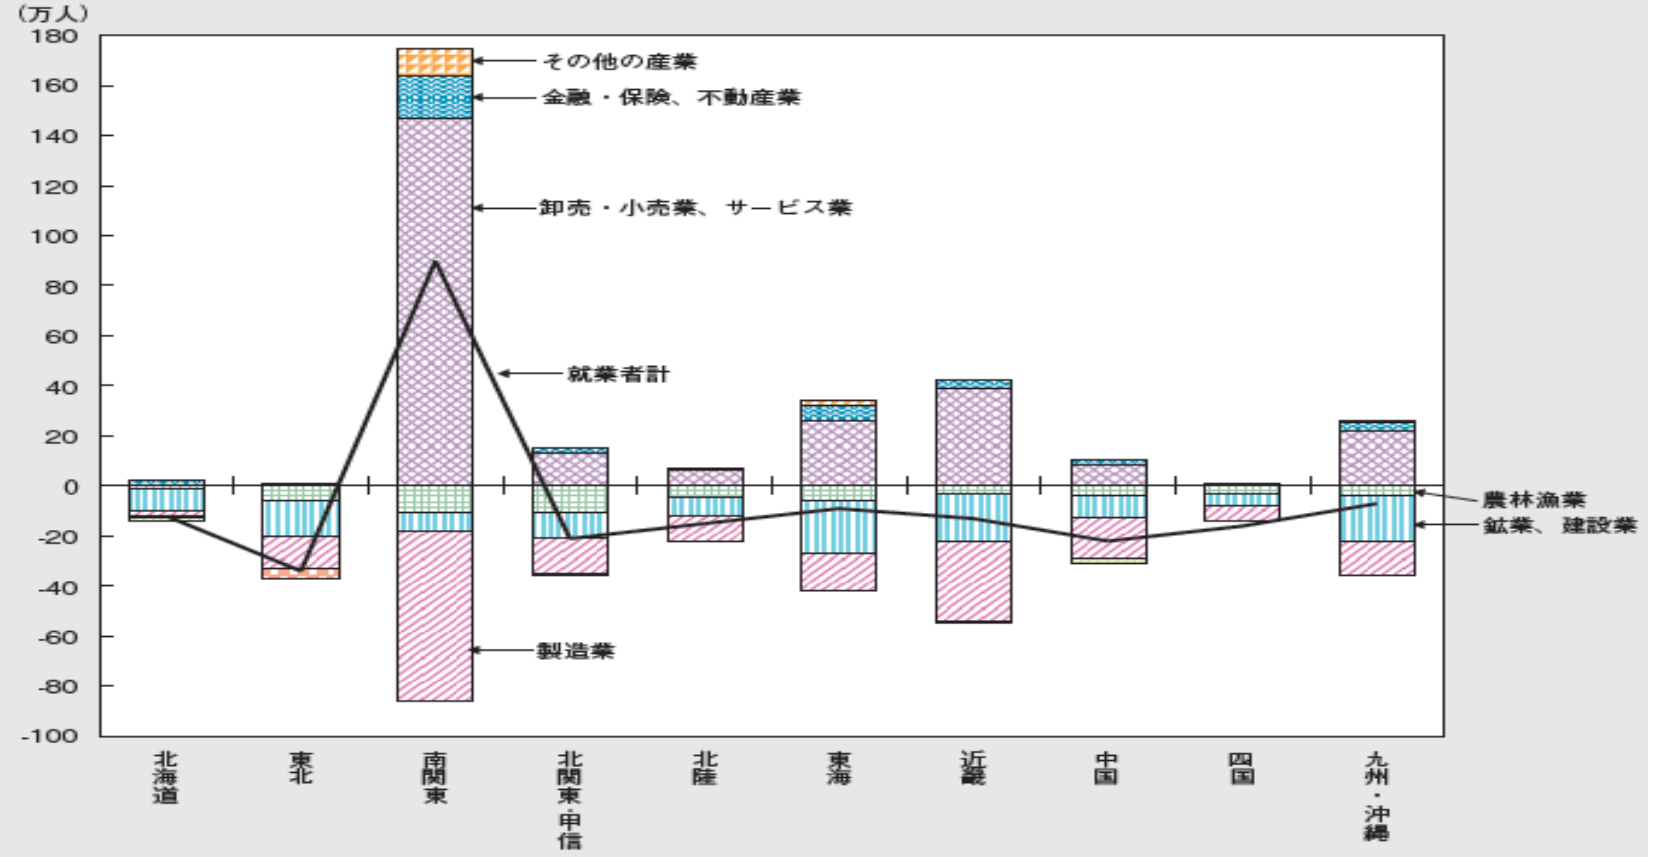 (万人)
180
160
140
120
100
80
60
40
20
0
-20
-40
-60
-80
-100
その他の産業
金融・保険、不動産業
卸売・小売業、サービス業
就業者計
農林漁業
鉱業、建設業
製造業
北海道
東北
南関東
北関東・甲信
北陸
東海
近畿
中国
四国
九州・沖縄